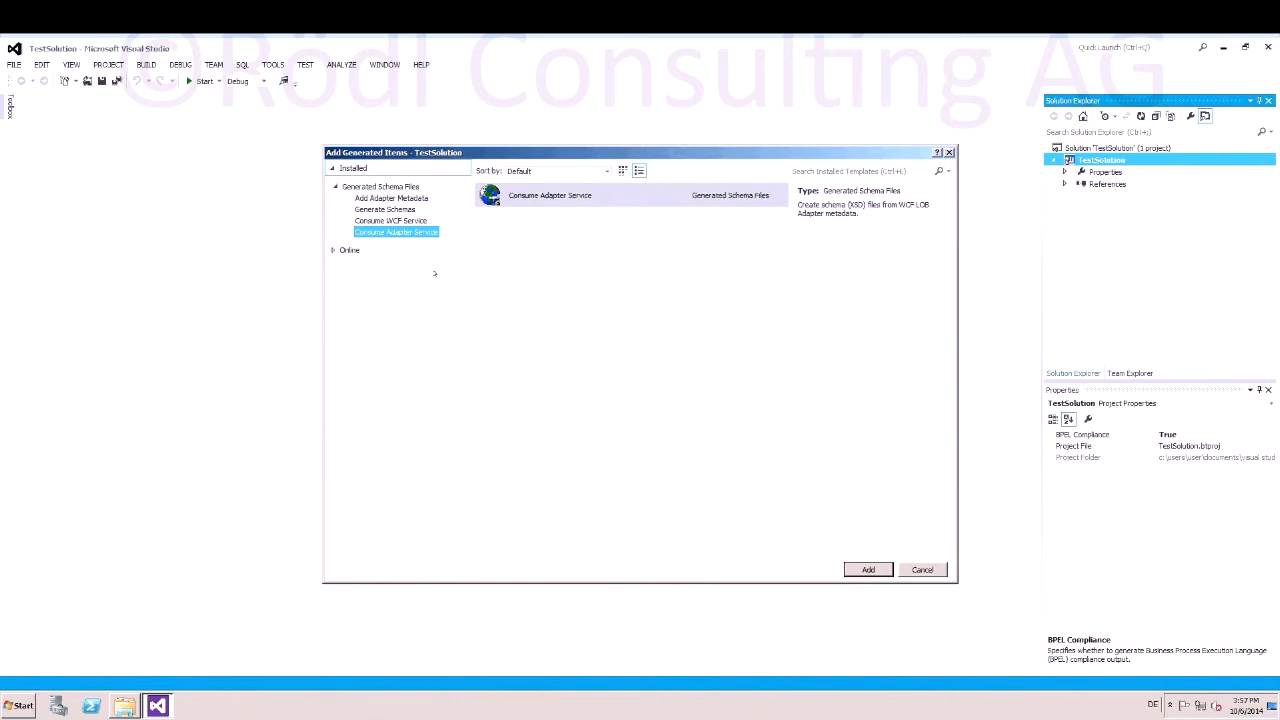 ©Rödl Consulting AG
TestSolution - Microsoft Visual Studio
Quick Launch (Ctrl+Q)
FILE EDIT VIEW PROJECT BUILD DEBUG TEAM SQL TOOLS TEST ANALYZE WINDOW HELP
Start Debug
Toolbox
Solution Explorer
Search Solution Explorer (Ctrl+;)
Solution 'TestSolution' (1 project)
TestSolution
Properties
References
Add Generated Items - TestSolution
Installed
Sort by: Default
Search Installed Templates (Ctrl+E)
Generated Schema Files
Add Adapter Metadata
Generate Schemas
Consume WCF Service
Consume Adapter Service
Online
Consume Adapter Service Generated Schema Files
Type: Generated Schema Files
Create schema (XSD) files from WCF LOB
Adapter metadata.
Add Cancel
Solution Explorer Team Explorer
Properties
TestSolution Project Properties
BPEL Compliance True
Project File TestSolution.btproj
Project Folder c:\users\user\documents\visual stud
BPEL Compliance
Specifies whether to generate Business Process Execution Language
(BPEL) compliance output.
Start
DE
3:57 PM
10/6/2014